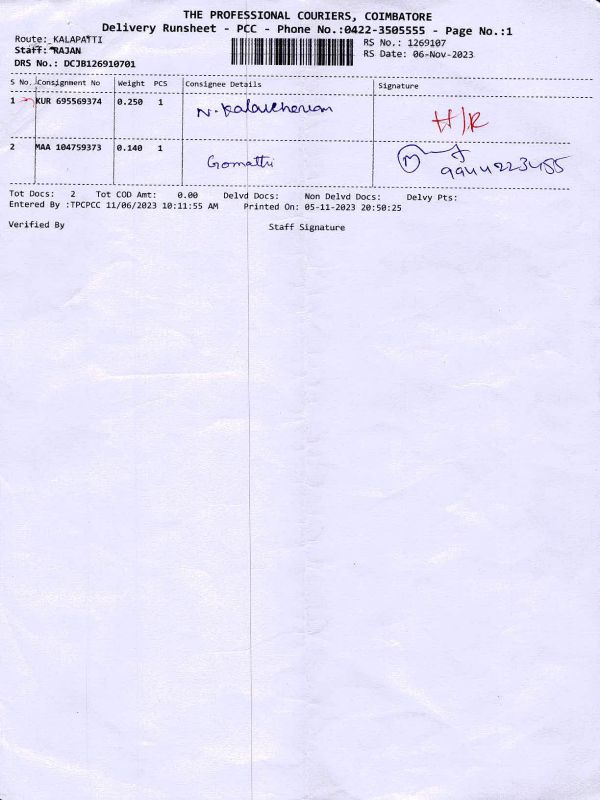 THE PROFESSIONAL COURIERS, COIMBATORE
Delivery Runsheet - PCC - Phone No.:0422-3505555 - Page No.:1
Route: KALAPATTI RS No.: 1269107
Staff: RAJAN RS Date: 06-Nov-2023
DRS No.: DCJB126910701
S No. Consignment No Weight PCS Consignee Details Signature
1 KUR 695569374 0.250 1 H/R
2 MAA 104759373 0.140 1 Gomathi 9944223455
Tot Docs: 2 Tot COD Amt: 0.00 Delvd Docs: Non Delvd Docs: Delvy Pts:
Entered By :TPCPCC 11/06/2023 10:11:55 AM Printed On: 05-11-2023 20:50:25
Verified By Staff Signature